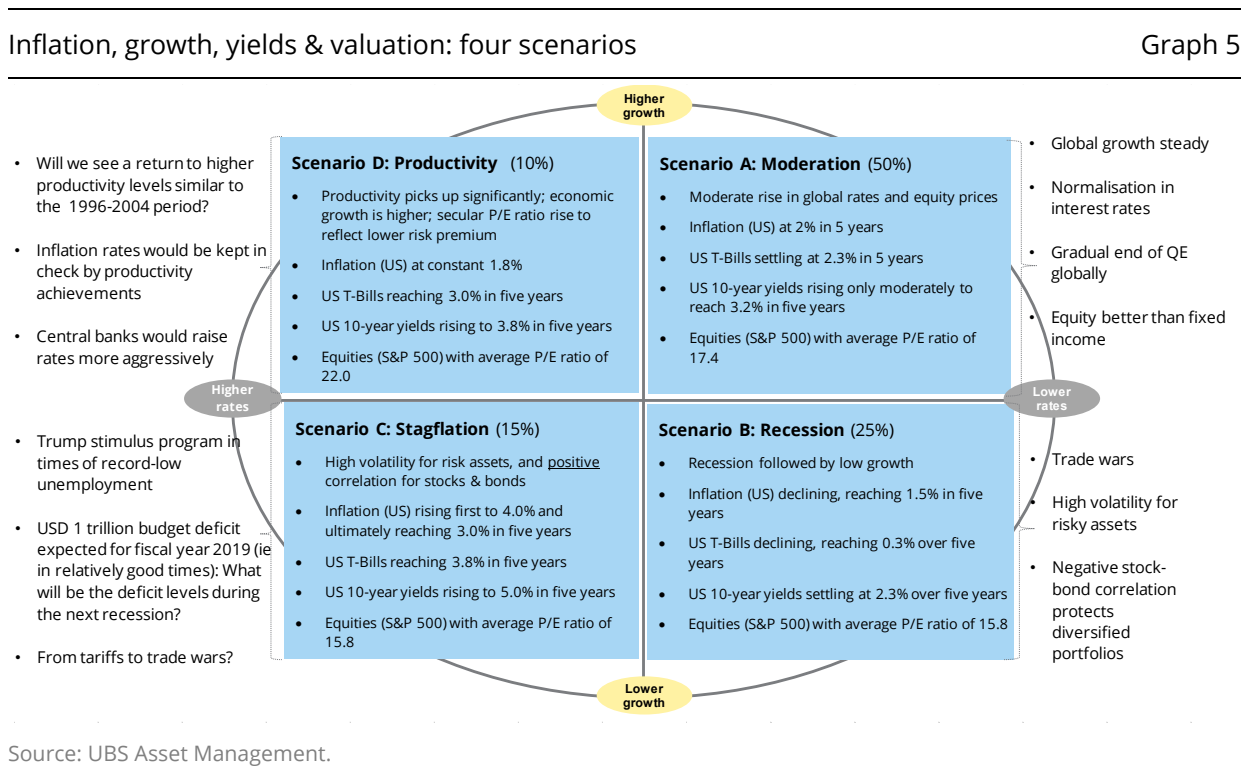 Inflation, growth, yields & valuation: four scenarios
Graph 5
Higher
growth
• Will we see a return to higher
productivity levels similar to
the 1996-2004 period?
• Inflation rates would be kept in
check by productivity
achievements
• Central banks would raise
rates more aggressively
Scenario D: Productivity (10%)
• Productivity picks up significantly; economic
growth is higher; secular P/E ratio rise to
reflect lower risk premium
• Inflation (US) at constant 1.8%
• US T-Bills reaching 3.0% in five years
• US 10-year yields rising to 3.8% in five years
• Equities (S&P 500) with average P/E ratio of
22.0
Scenario A: Moderation (50%)
• Moderate rise in global rates and equity prices
• Inflation (US) at 2% in 5 years
• US T-Bills settling at 2.3% in 5 years
• US 10-year yields rising only moderately to
reach 3.2% in five years
• Equities (S&P 500) with average P/E ratio of
17.4
• Global growth steady
• Normalisation in
interest rates
• Gradual end of QE
globally
• Equity better than fixed
income
Higher
rates
Lower
rates
• Trump stimulus program in
times of record-low
unemployment
• USD 1 trillion budget deficit
expected for fiscal year 2019 (ie
in relatively good times): What
will be the deficit levels during
the next recession?
• From tariffs to trade wars?
Scenario C: Stagflation (15%)
• High volatility for risk assets, and positive
correlation for stocks & bonds
• Inflation (US) rising first to 4.0% and
ultimately reaching 3.0% in five years
• US T-Bills reaching 3.8% in five years
• US 10-year yields rising to 5.0% in five years
• Equities (S&P 500) with average P/E ratio of
15.8
Scenario B: Recession (25%)
• Recession followed by low growth
• Inflation (US) declining, reaching 1.5% in five
years
• US T-Bills declining, reaching 0.3% over five
years
• US 10-year yields settling at 2.3% over five years
• Equities (S&P 500) with average P/E ratio of 15.8
• Trade wars
• High volatility for
risky assets
• Negative stock-
bond correlation
protects
diversified
portfolios
Lower
growth
Source: UBS Asset Management.